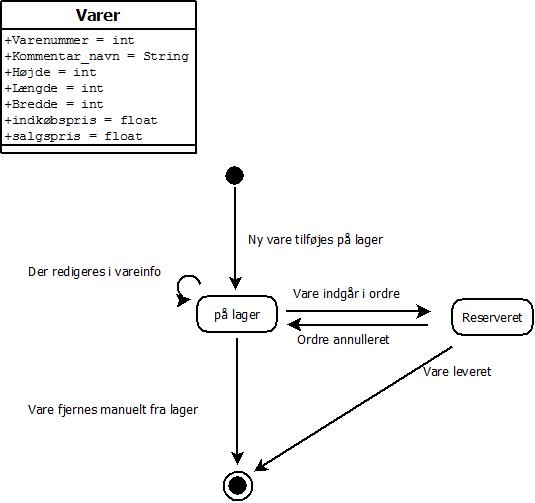 Varer
+Varenummer = int
+Kommentar_navn = String
+Højde = int
+Længde = int
+Bredde = int
+indkøbspris = float
+salgspris = float
Ny vare tilføjes på lager
Der redigeres i vareinfo
på lager
Vare indgår i ordre
Ordre annulleret
Reserveret
Vare leveret
Vare fjernes manuelt fra lager